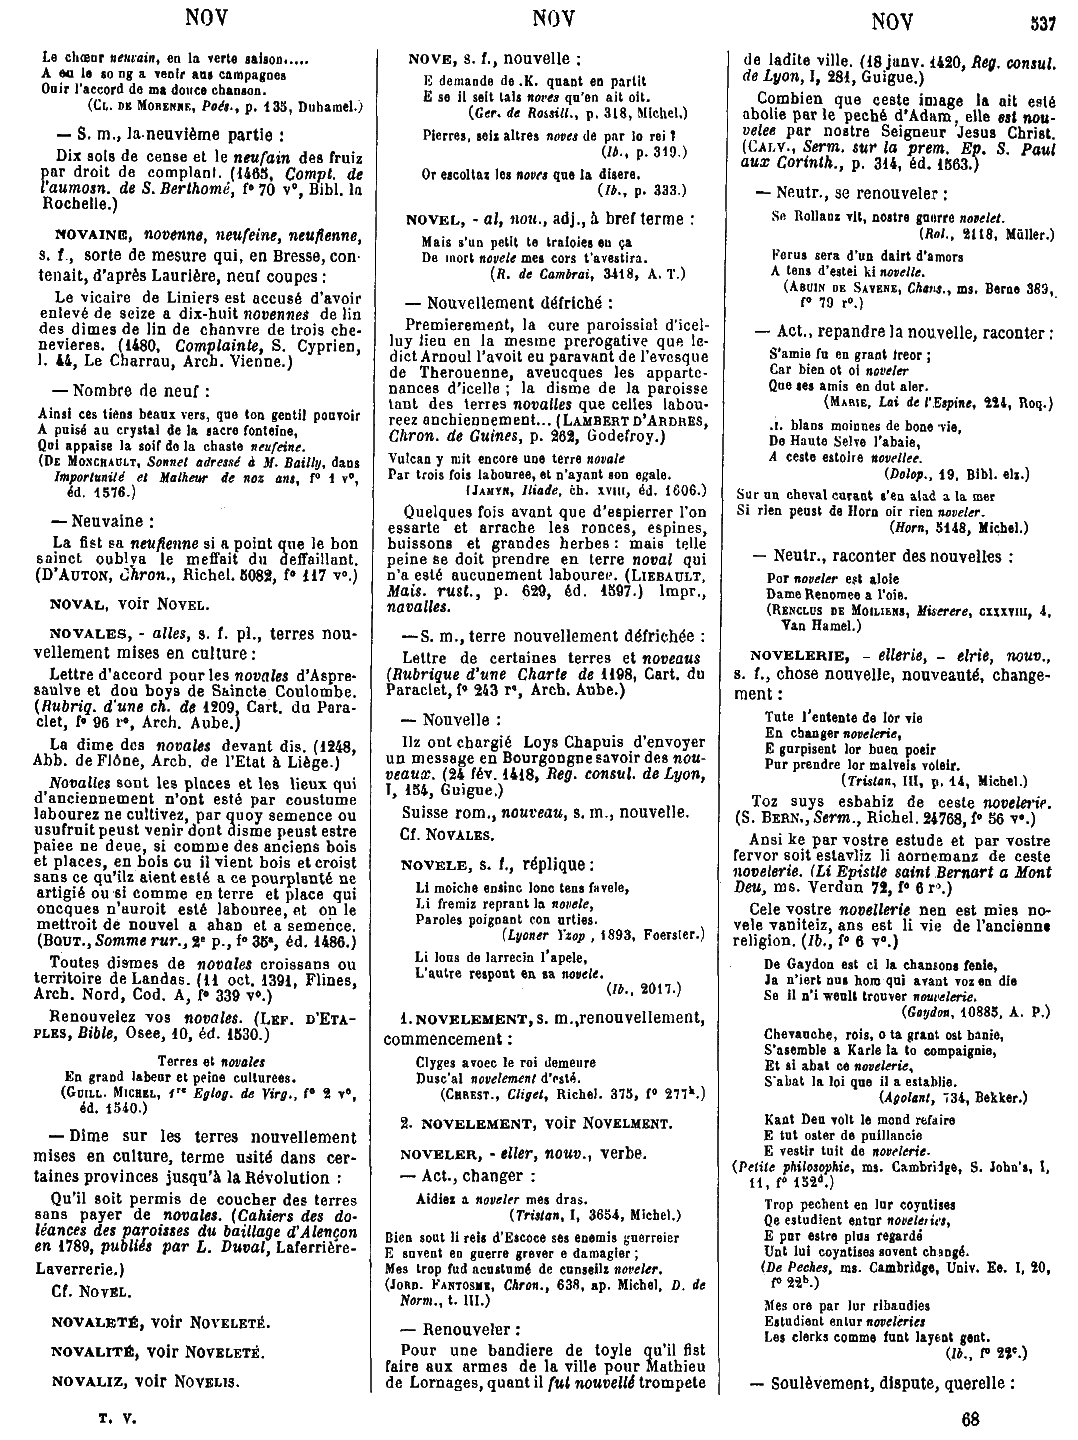 NOV
NOV
NOV
537
Le chœur neuvain, en la verte saison.....
A eu le so ng a venir aus campagnes
Ouir l'accord de ma douce chanson.
(CL. DE MORENNE, Poés., p. 135, Duhamel.)
— S. m., la neuvième partie :
Dix sols de cense et le neufain des fruiz
par droit de complant. (1465, Compt. de
l'aumosn. de S. Berthomé, f° 70 v°, Bibl. la
Rochelle.)
NOVAINE, novenne, neufeine, neufienne,
s. f., sorte de mesure qui, en Bresse, con-
tenait, d'après Laurière, neuf coupes :
Le vicaire de Liniers est accusé d'avoir
enlevé de seize a dix-huit novennes de lin
des dimes de lin de chanvre de trois che-
nevieres. (1480, Complainte, S. Cyprien,
l. 44, Le Charrau, Arch. Vienne.)
— Nombre de neuf :
Ainsi ces tiens beaux vers, que ton gentil pouvoir
A puisé au crystal de la sacre fonteine,
Qui appaise la soif de la chaste neufeine.
(DE MONCHAULT, Sonnet adressé à M. Bailly, dans
Importunité et Malheur de noz ans, f° 1 v°,
éd. 1576.)
— Neuvaine :
La fist sa neufienne si a point que le bon
sainct oublya le meffait du deffaillant.
(D'AUTON, Chron., Richel. 5082, f° 117 v°.)
NOVAL, voir NOVEL.
NOVALES, - alles, s. f. pl., terres nou-
vellement mises en culture :
Lettre d'accord pour les novales d'Aspre-
saulve et dou boys de Saincte Coulombe.
(Rubriq. d'une ch. de 1209, Cart. du Para-
clet, f° 96 r°, Arch. Aube.)
La dime des novales devant dis. (1248,
Abb. de Flône, Arch. de l'Etat à Liège.)
Novalles sont les places et les lieux qui
d'anciennement n'ont esté par coustume
labourez ne cultivez, par quoy semence ou
usufruit peust venir dont disme peust estre
paiee ne deue, si comme des anciens bois
et places, en bois ou il vient bois et croist
sans ce qu'ilz aient esté a ce pourplanté ne
artigié ou si comme en terre et place qui
oncques n'auroit esté labouree, et on le
mettroit de nouvel a ahan et a semence.
(BOUT., Somme rur., 2e p., f° 35a, éd. 1486.)
Toutes dismes de novales croissans ou
territoire de Landas. (11 oct. 1391, Flines,
Arch. Nord, Cod. A, f° 339 v°.)
Renouvelez vos novales. (LEF. D'ETA-
PLES, Bible, Osee, 10, éd. 1530.)
Terres et novales
En grand labeur et peine culturees.
(GUILL. MICHEL, 1re Eglog. de Virg., f° 2 v°,
éd. 1540.)
— Dîme sur les terres nouvellement
mises en culture, terme usité dans cer-
taines provinces jusqu'à la Révolution :
Qu'il soit permis de coucher des terres
sans payer de novales. (Cahiers des do-
léances des paroisses du baillage d'Alençon
en 1789, publiés par L. Duval, Laferrière-
Laverrerie.)
Cf. NOVEL.
NOVALETÉ, voir NOVELETÉ.
NOVALITÉ, voir NOVELETÉ.
NOVALIZ, voir NOVELIS.
NOVE, s. f., nouvelle :
E demande de .K. quant en partit
E se il seit tals noves qu'en ait oit.
(Ger. de Rossill., p. 318, Michel.)
Pierres, seiz altres noves de par lo rei ?
(Ib., p. 319.)
Or escoltaz les noves que la disere.
(Ib., p. 333.)
NOVEL, - al, nou., adj., à bref terme :
Mais s'un petit te traioies en ça
De mort novele mes cors t'avestira.
(R. de Cambrai, 3418, A. T.)
— Nouvellement défriché :
Premierement, la cure paroissial d'icel-
luy lieu en la mesme prerogative que le-
dict Arnoul l'avoit eu paravant de l'evesque
de Therouenne, aveucques les apparte-
nances d'icelle ; la disme de la paroisse
tant des terres novalles que celles labou-
reez anchiennement... (LAMBERT D'ARDRES,
Chron. de Guines, p. 262, Godefroy.)
Vulcan y mit encore une terre novale
Par trois fois labouree, et n'ayant son egale.
(JAMYN, Iliade, ch. XVIII, éd. 1606.)
Quelques fois avant que d'espierrer l'on
essarte et arrache les ronces, espines,
buissons et grandes herbes : mais telle
peine se doit prendre en terre noval qui
n'a esté aucunement labouree. (LIEBAULT,
Mais. rust., p. 629, éd. 1597.) Impr.,
navalles.
— S. m., terre nouvellement défrichée :
Lettre de certaines terres et noveaus
(Rubrique d'une Charte de 1198, Cart. du
Paraclet, f° 243 r°, Arch. Aube.)
— Nouvelle :
Ilz ont chargié Loys Chapuis d'envoyer
un message en Bourgongne savoir des nou-
veaux. (24 fév. 1418, Reg. consul. de Lyon,
I, 154, Guigue.)
Suisse rom., nouveau, s. m., nouvelle.
Cf. NOVALES.
NOVELE, s. f., réplique :
Li moiche ensinc lonc tens favele,
Li fremiz reprant la novele,
Paroles poignant con urties.
(Lyoner Yzop, 1893, Foerster.)
Li lous de larrecin l'apele,
L'autre respont en sa novele.
(Ib., 2017.)
1. NOVELEMENT, s. m., renouvellement,
commencement :
Clyges avoec le roi demeure
Dusc'al novelement d'esté.
(CHREST., Cliget, Richel. 375, f° 277h.)
2. NOVELEMENT, voir NOVELMENT.
NOVELER, - eller, nouv., verbe.
— Act., changer :
Aidiez a noveler mes dras.
(Tristan, I, 3654, Michel.)
Bien sout li reis d'Escoce ses enemis guerreier
E suvent en guerre grever e damagier ;
Mes trop fud acustumé de cunseilz noveler.
(JORD. FANTOSME, Chron., 638, ap. Michel, D. de
Norm., t. III.)
— Renouveler :
Pour une bandiere de toyle qu'il fist
faire aux armes de la ville pour Mathieu
de Lornages, quant il ful nouvellé trompete
de ladite ville. (18 janv. 1420, Reg. consul.
de Lyon, I, 281, Guigue.)
Combien que ceste image la ait esté
abolie par le peché d'Adam, elle est nou-
velee par nostre Seigneur Jesus Christ.
(CALV., Serm. sur la prem. Ep. S. Paul
aux Corinth., p. 314, éd. 1563.)
— Neutr., se renouveler :
Se Rollanz vit, nostre guerre novelet.
(Rol., 2118, Müller.)
Ferus sera d'un dairt d'amors
A tens d'estei ki novelle.
(ABUIN DE SAVENE, Chans., ms. Berne 389,
f° 79 r°.)
— Act., repandre la nouvelle, raconter :
S'amie fu en grant freor ;
Car bien ot oi noveler
Que ses amis en dut aler.
(MARIE, Lai de l'Espine, 224, Roq.)
.I. blans moinnes de bone vie,
De Haute Selve l'abaie,
A ceste estoire novellee.
(Dolop., 19, Bibl. elz.)
Sur un cheval curant s'en alad a la mer
Si rien peust de Horn oir rien noveler.
(Horn, 5148, Michel.)
— Neutr., raconter des nouvelles :
Por noveler est aloie
Dame Renomee a l'oie.
(RENCLUS DE MOILIENS, Miserere, CXXXVIII, 4,
Van Hamel.)
NOVELERIE, - ellerie, - elrie, nouv.,
s. f., chose nouvelle, nouveauté, change-
ment :
Tute l'entente de lor vie
En changer novelerie,
E gurpisent lor buen poeir
Pur prendre lor malveis voleir.
(Tristan, III, p. 14, Michel.)
Toz suys esbabiz de ceste novelerie.
(S. BERN., Serm., Richel. 24768, f° 56 v°.)
Ansi ke par vostre estude et par vostre
fervor soit estavliz li aornemanz de ceste
novelerie. (Li Epistle saint Bernart a Mont
Deu, ms. Verdun 72, f° 6 r°.)
Cele vostre novellerie nen est mies no-
vele vaniteiz, ans est li vie de l'ancienne
religion. (Ib., f° 6 v°.)
De Gaydon est ci la chansons fenie,
Ja n'iert nus hom qui avant voz en die
Se il n'i weult trouver nouvelerie.
(Gaydon, 10885, A. P.)
Chevauche, rois, o ta grant ost banie,
S'asemble a Karle la to compaignie,
Et si abat ce novelerie,
S'abat la loi que il a establie.
(Agolant, 734, Bekker.)
Kant Deu volt le mond refaire
E tut oster de puillancie
E vestir tuit de novelerie.
(Petite philosophie, ms. Cambridge, S. John's, I,
11, f° 152d.)
Trop pechent en lur coyntises
Qe estudient entur noveleries,
E pur estre plus regardé
Unt lui coyntises sovent changé.
(De Peches, ms. Cambridge, Univ. Ee. I, 20,
f° 22b.)
Mes ore par lur ribaudies
Estudient entur noveleries
Les clerks comme funt layent gent.
(Ib., f° 22c.)
— Soulèvement, dispute, querelle :
T. V.
68